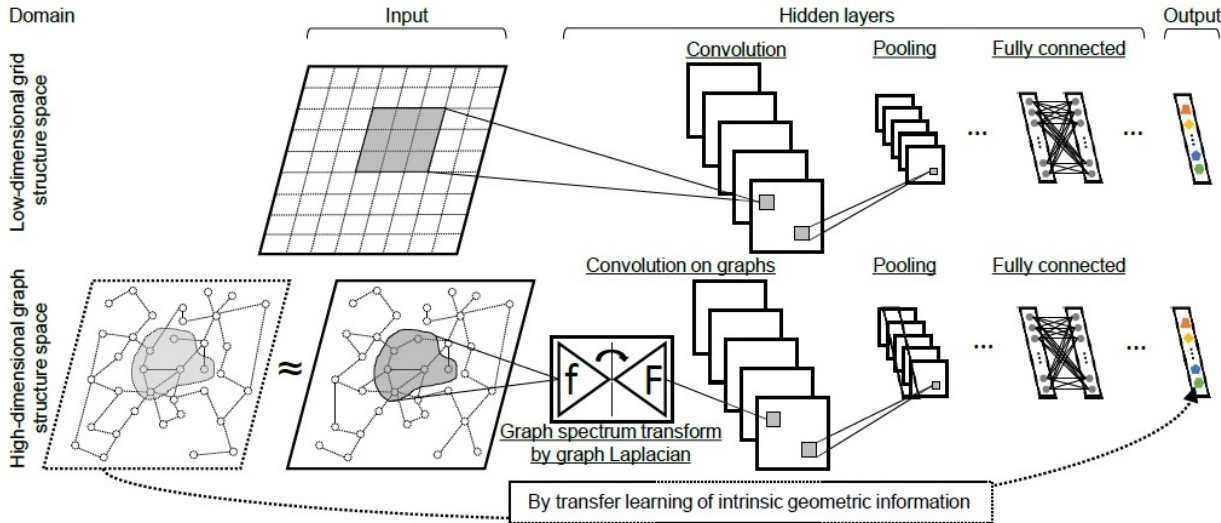 Domain
Input
Hidden layers
Output
Low-dimensional grid
structure space
Convolution
Pooling
Fully connected
...
...
High-dimensional graph
structure space
≈
f
F
Graph spectrum transform
by graph Laplacian
Convolution on graphs
Pooling
Fully connected
...
...
By transfer learning of intrinsic geometric information